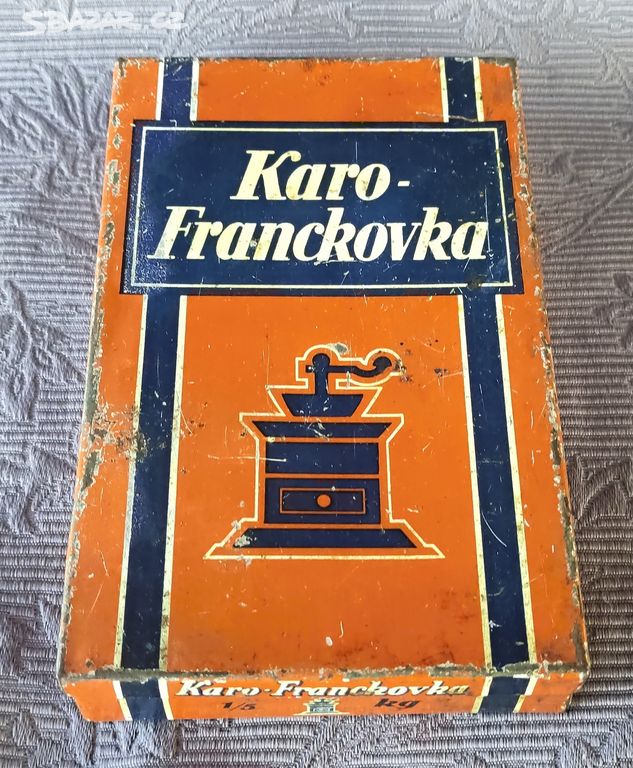 SBAZAR.CZ
Karo-
Franckovka
Karo-Franckovka
1/5 kg